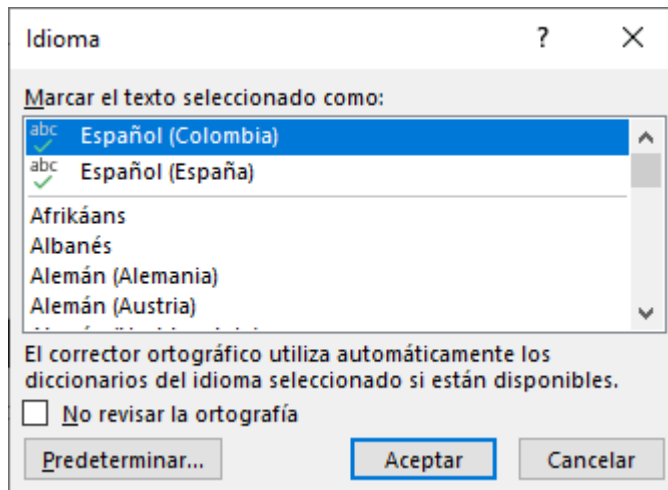 Idioma
?
Marcar el texto seleccionado como:
abc Español (Colombia)
abc Español (España)
Afrikáans
Albanés
Alemán (Alemania)
Alemán (Austria)
El corrector ortográfico utiliza automáticamente los
diccionarios del idioma seleccionado si están disponibles.
No revisar la ortografía
Predeterminar... Aceptar Cancelar